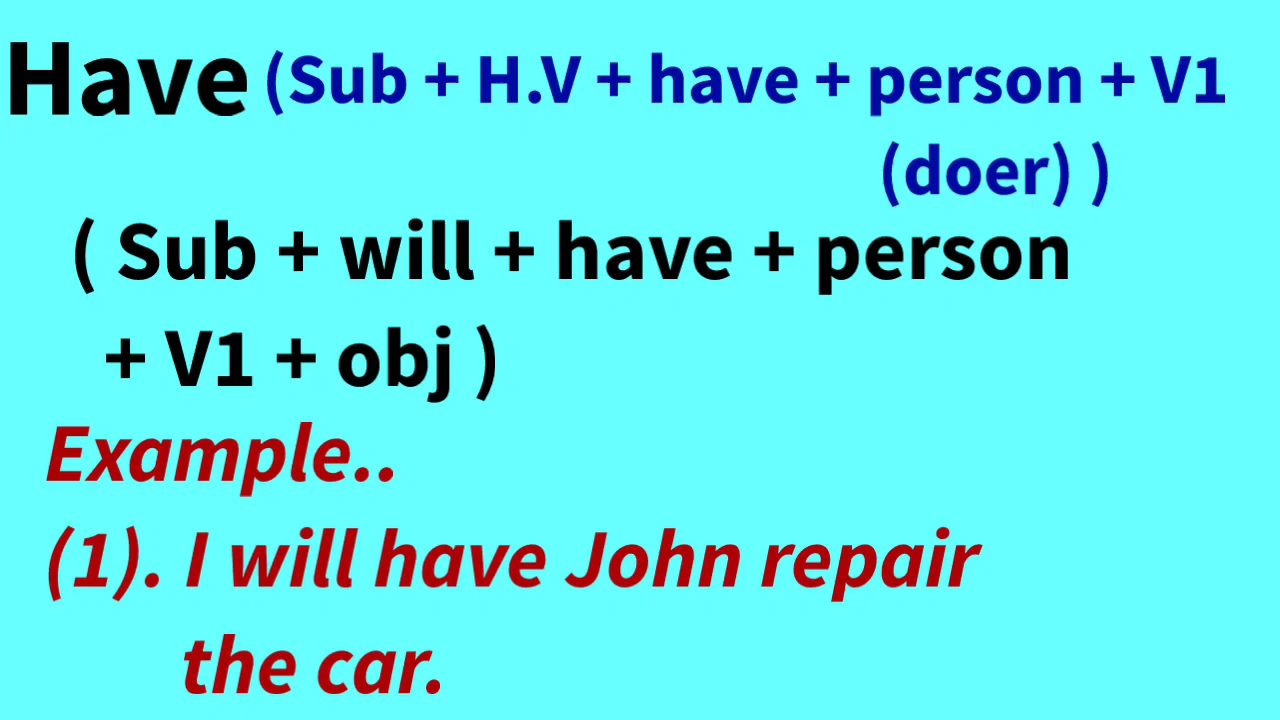 Have (Sub + H.V + have + person + V1
(doer) )
( Sub + will + have + person
+ V1 + obj )
Example..
(1). I will have John repair
the car.